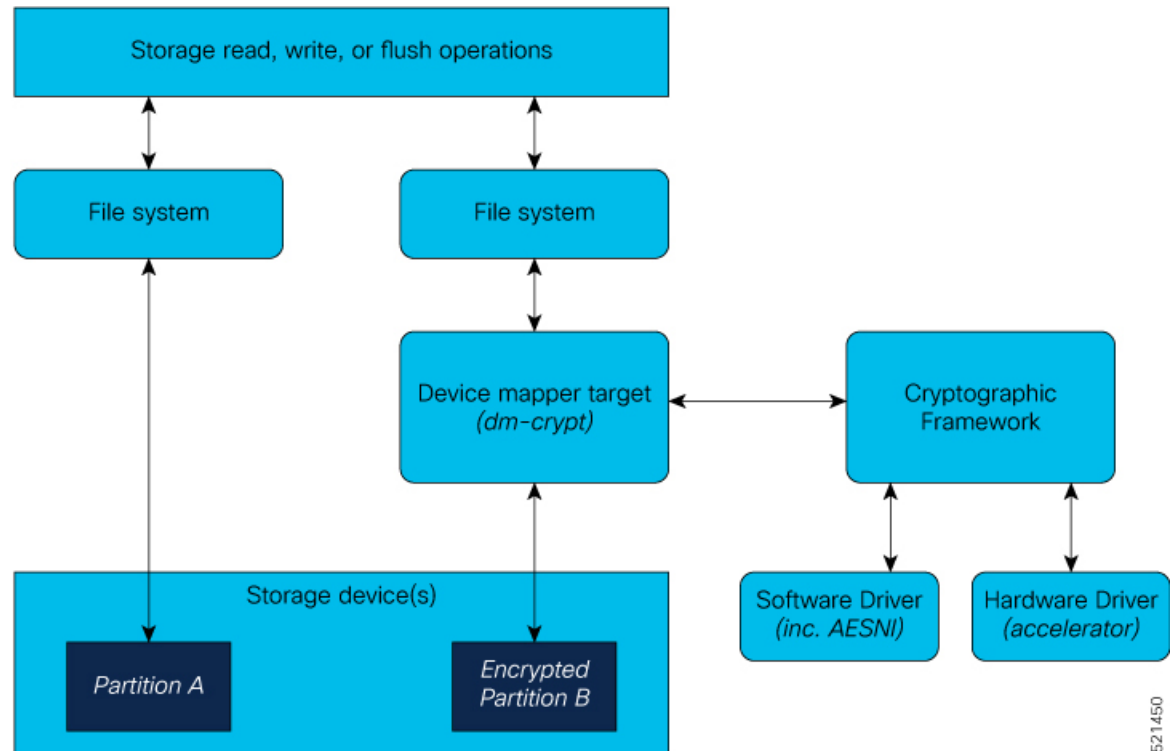 Storage read, write, or flush operations
File system
File system
Device mapper target
(dm-crypt)
Cryptographic
Framework
Storage device(s)
Software Driver
(inc. AESNI)
Hardware Driver
(accelerator)
Partition A
Encrypted
Partition B
521450